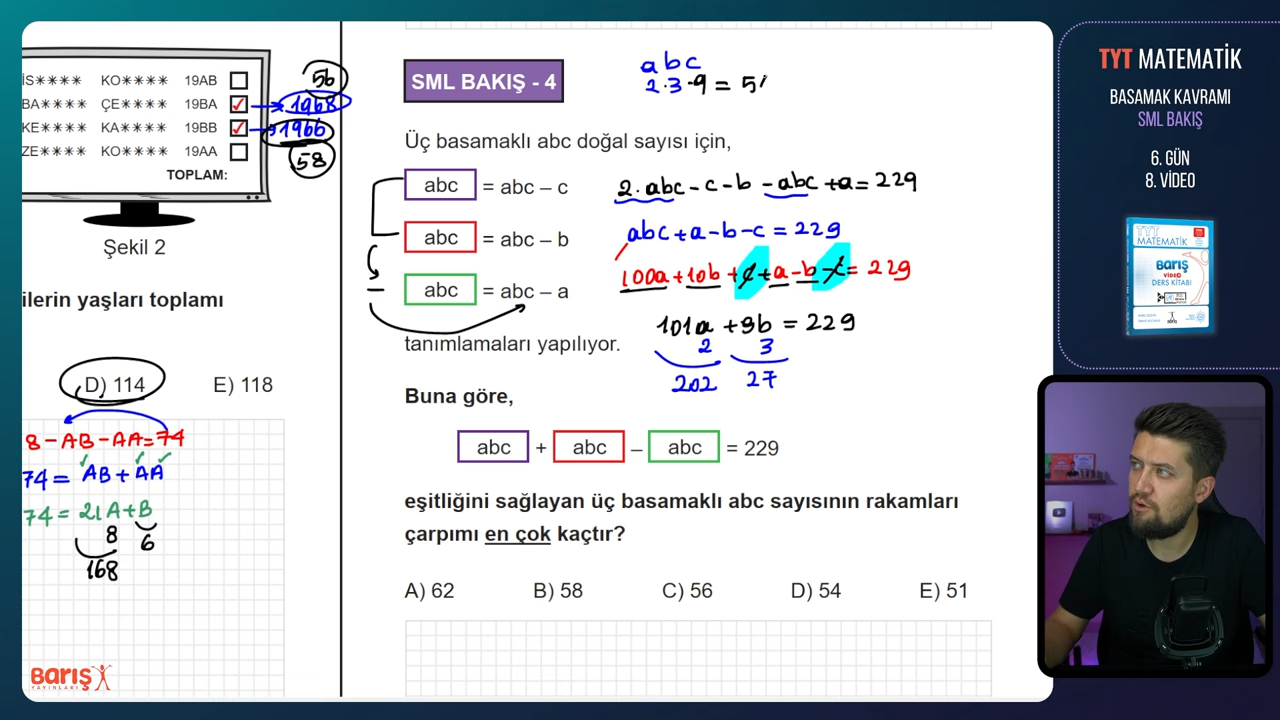 İS✳✳✳✳ KO✳✳✳✳ 19AB
BA✳✳✳✳ ÇE✳✳✳✳ 19BA ✓ → 1968
KE✳✳✳✳ KA✳✳✳✳ 19BB ✓ → 1966
ZE✳✳✳✳ KO✳✳✳✳ 19AA
56
58
TOPLAM:
Şekil 2
ilerin yaşları toplamı
D) 114 E) 118
8 - AB - AA = 74
74 = AB + AA
74 = 21A + B
8 6
168
BARIŞ
YAYINLARI
SML BAKIŞ - 4
abc
2·3·9 = 5
Üç basamaklı abc doğal sayısı için,
abc = abc – c
abc = abc – b
abc = abc – a
tanımlamaları yapılıyor.
2.abc - c - b - abc + a = 229
abc + a - b - c = 229
100a + 10b + c + a - b - c = 229
101a + 9b = 229
2 3
202 27
Buna göre,
abc + abc – abc = 229
eşitliğini sağlayan üç basamaklı abc sayısının rakamları
çarpımı en çok kaçtır?
A) 62 B) 58 C) 56 D) 54 E) 51
TYT MATEMATİK
BASAMAK KAVRAMI
SML BAKIŞ
6. GÜN
8. VİDEO
TYT
MATEMATİK
BARIŞ
VİDEO
DERS KİTABI